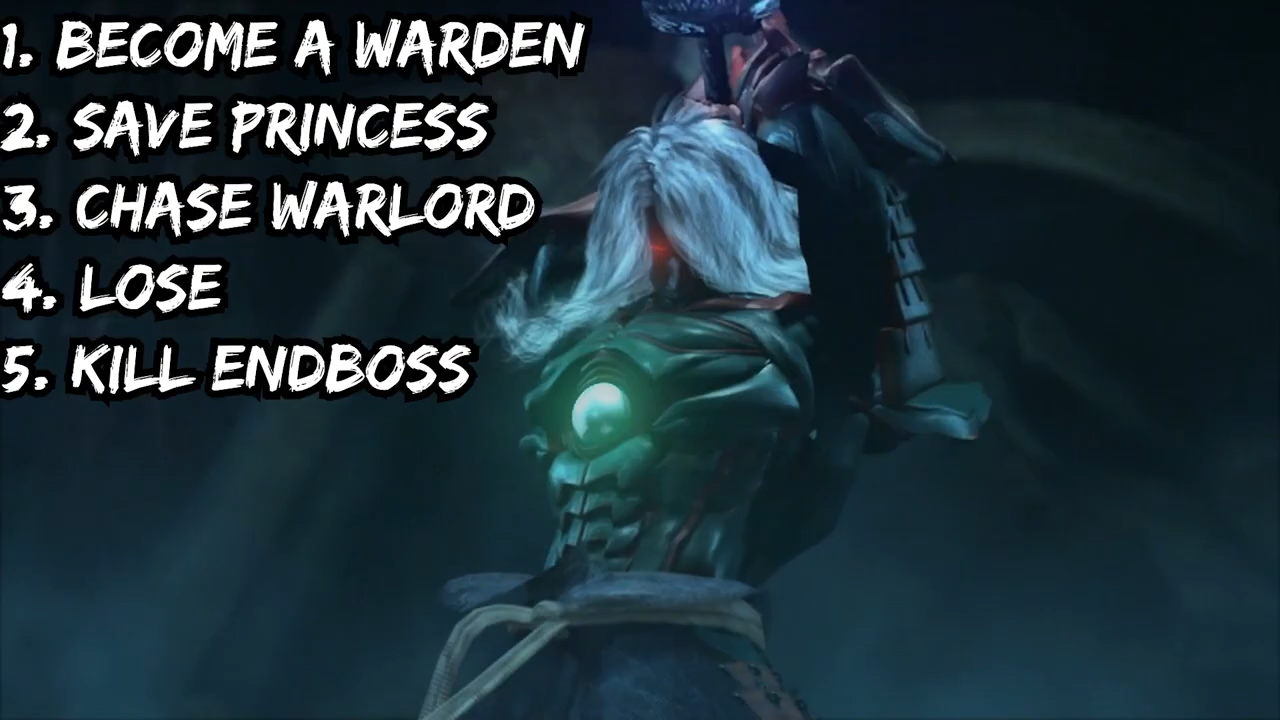 1. BECOME A WARDEN
2. SAVE PRINCESS
3. CHASE WARLORD
4. LOSE
5. KILL ENDBOSS